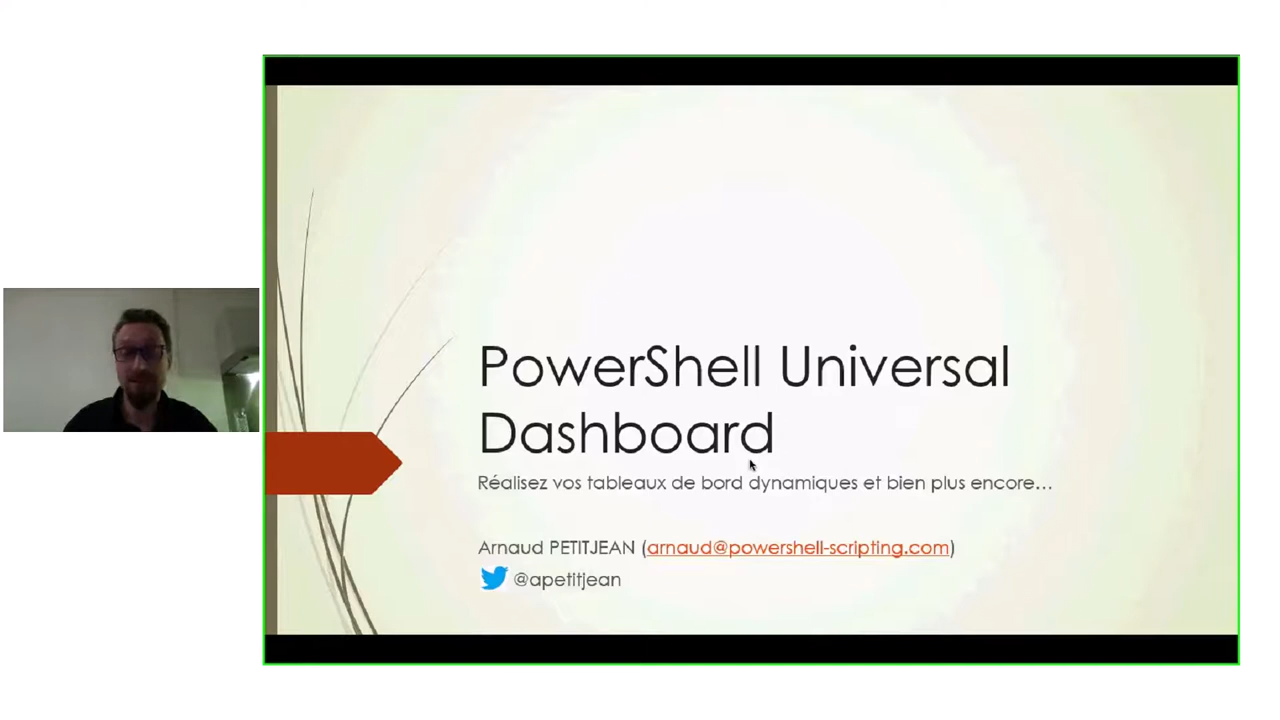 PowerShell Universal
Dashboard
Réalisez vos tableaux de bord dynamiques et bien plus encore…
Arnaud PETITJEAN (arnaud@powershell-scripting.com)
@apetitjean